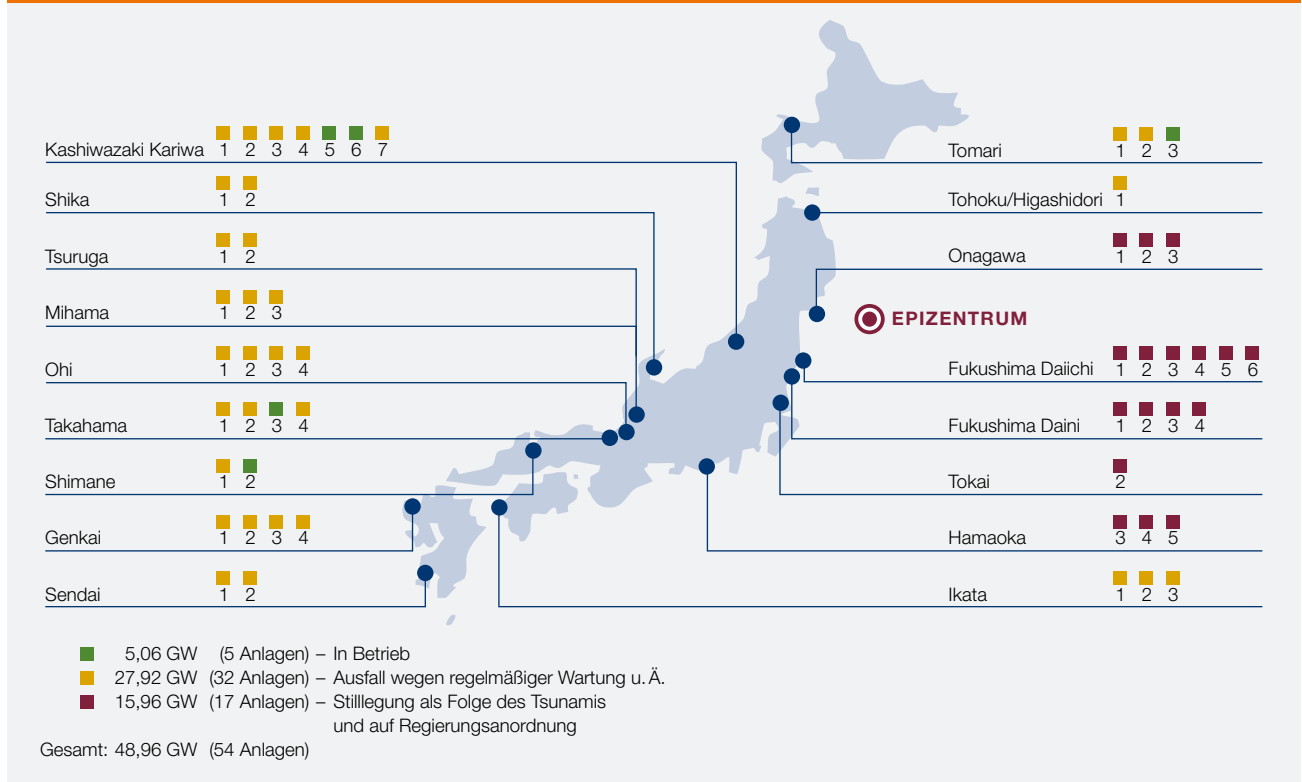 Kashiwazaki Kariwa 1 2 3 4 5 6 7
Shika 1 2
Tsuruga 1 2
Mihama 1 2 3
Ohi 1 2 3 4
Takahama 1 2 3 4
Shimane 1 2
Genkai 1 2 3 4
Sendai 1 2
Tomari 1 2 3
Tohoku/Higashidori 1
Onagawa 1 2 3
EPIZENTRUM
Fukushima Daiichi 1 2 3 4 5 6
Fukushima Daini 1 2 3 4
Tokai 2
Hamaoka 3 4 5
Ikata 1 2 3
5,06 GW (5 Anlagen) – In Betrieb
27,92 GW (32 Anlagen) – Ausfall wegen regelmäßiger Wartung u. Ä.
15,96 GW (17 Anlagen) – Stilllegung als Folge des Tsunamis
und auf Regierungsanordnung
Gesamt: 48,96 GW (54 Anlagen)